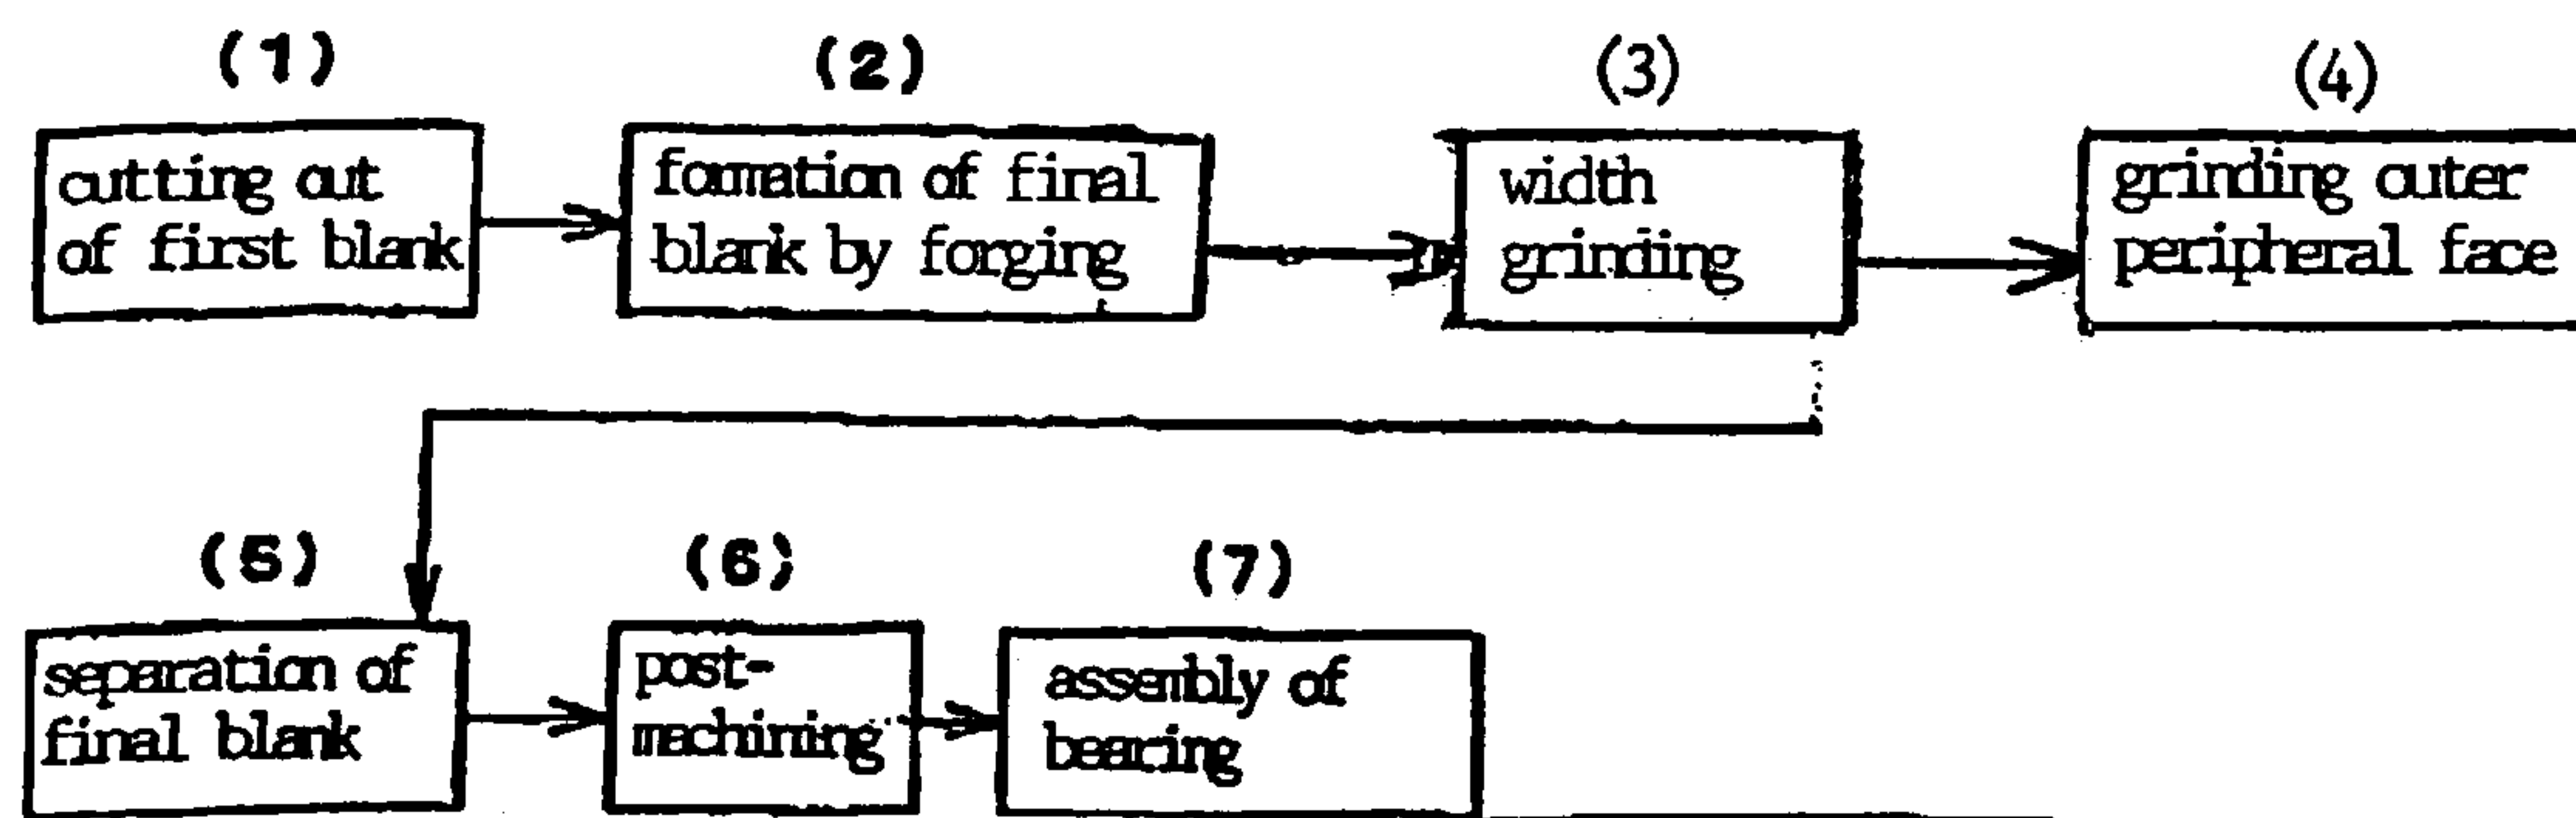 (1)
cutting out
of first blank
(2)
formation of final
blank by forging
(3)
width
grinding
(4)
grinding outer
peripheral face
(5)
separation of
final blank
(6)
post-
machining
(7)
assembly of
bearing